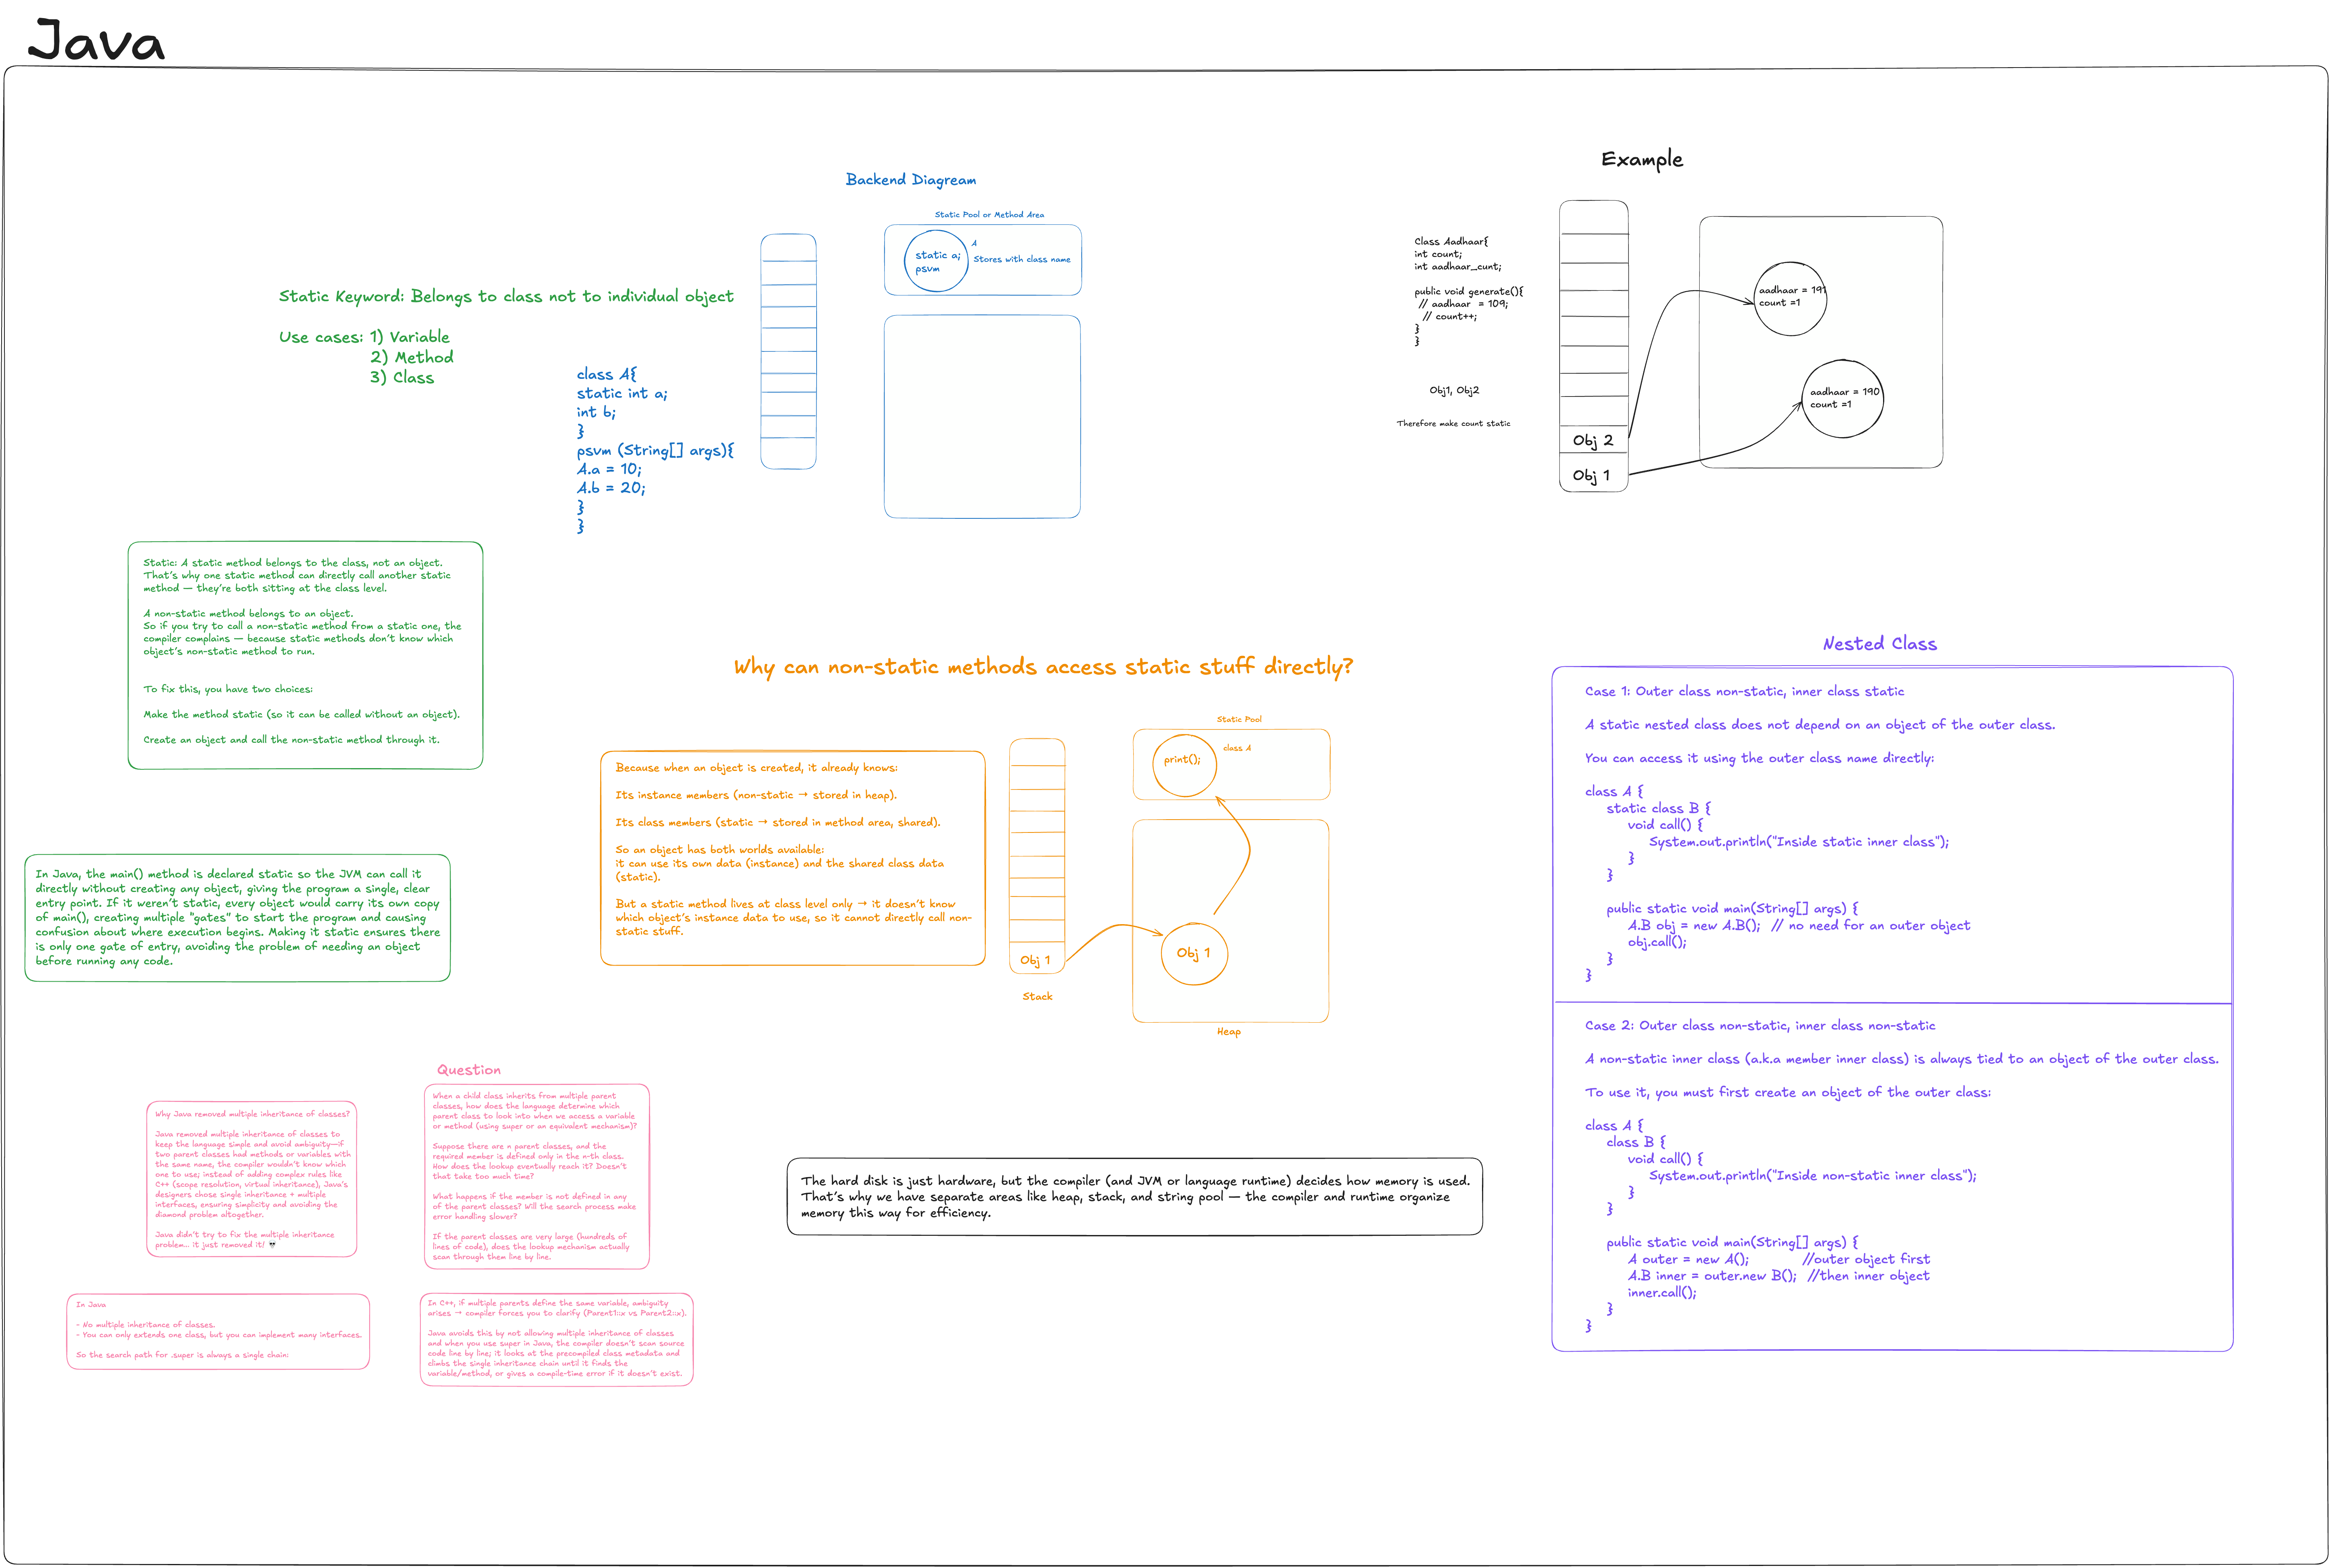 Java
Backend Diagream
Static Pool or Method Area
static a;
psvm
A
Stores with class name
Static Keyword: Belongs to class not to individual object
Use cases: 1) Variable
2) Method
3) Class
class A{
static int a;
int b;
}
psvm (String[] args){
A.a = 10;
A.b = 20;
}
}
Example
Class Aadhaar{
int count;
int aadhaar_cunt;
public void generate(){
// aadhaar = 109;
// count++;
}
}
Obj1, Obj2
Therefore make count static
Obj 2
Obj 1
aadhaar = 191
count =1
aadhaar = 190
count =1
Static: A static method belongs to the class, not an object.
That's why one static method can directly call another static
method — they're both sitting at the class level.
A non-static method belongs to an object.
So if you try to call a non-static method from a static one, the
compiler complains — because static methods don't know which
object's non-static method to run.
To fix this, you have two choices:
Make the method static (so it can be called without an object).
Create an object and call the non-static method through it.
In Java, the main() method is declared static so the JVM can call it
directly without creating any object, giving the program a single, clear
entry point. If it weren't static, every object would carry its own copy
of main(), creating multiple "gates" to start the program and causing
confusion about where execution begins. Making it static ensures there
is only one gate of entry, avoiding the problem of needing an object
before running any code.
Why can non-static methods access static stuff directly?
Because when an object is created, it already knows:
Its instance members (non-static → stored in heap).
Its class members (static → stored in method area, shared).
So an object has both worlds available:
it can use its own data (instance) and the shared class data
(static).
But a static method lives at class level only → it doesn't know
which object's instance data to use, so it cannot directly call non-
static stuff.
Obj 1
Stack
Static Pool
print();
class A
Obj 1
Heap
Nested Class
Case 1: Outer class non-static, inner class static
A static nested class does not depend on an object of the outer class.
You can access it using the outer class name directly:
class A {
static class B {
void call() {
System.out.println("Inside static inner class");
}
}
public static void main(String[] args) {
A.B obj = new A.B(); // no need for an outer object
obj.call();
}
}
Case 2: Outer class non-static, inner class non-static
A non-static inner class (a.k.a member inner class) is always tied to an object of the outer class.
To use it, you must first create an object of the outer class:
class A {
class B {
void call() {
System.out.println("Inside non-static inner class");
}
}
public static void main(String[] args) {
A outer = new A(); //outer object first
A.B inner = outer.new B(); //then inner object
inner.call();
}
}
Question
Why Java removed multiple inheritance of classes?
Java removed multiple inheritance of classes to
keep the language simple and avoid ambiguity—if
two parent classes had methods or variables with
the same name, the compiler wouldn't know which
one to use; instead of adding complex rules like
C++ (scope resolution, virtual inheritance), Java's
designers chose single inheritance + multiple
interfaces, ensuring simplicity and avoiding the
diamond problem altogether.
Java didn't try to fix the multiple inheritance
problem... it just removed it! 💀
When a child class inherits from multiple parent
classes, how does the language determine which
parent class to look into when we access a variable
or method (using super or an equivalent mechanism)?
Suppose there are n parent classes, and the
required member is defined only in the n-th class.
How does the lookup eventually reach it? Doesn't
that take too much time?
What happens if the member is not defined in any
of the parent classes? Will the search process make
error handling slower?
If the parent classes are very large (hundreds of
lines of code), does the lookup mechanism actually
scan through them line by line.
In Java
- No multiple inheritance of classes.
- You can only extends one class, but you can implement many interfaces.
So the search path for .super is always a single chain:
In C++, if multiple parents define the same variable, ambiguity
arises → compiler forces you to clarify (Parent1::x vs Parent2::x).
Java avoids this by not allowing multiple inheritance of classes
and when you use super in Java, the compiler doesn't scan source
code line by line; it looks at the precompiled class metadata and
climbs the single inheritance chain until it finds the
variable/method, or gives a compile-time error if it doesn't exist.
The hard disk is just hardware, but the compiler (and JVM or language runtime) decides how memory is used.
That's why we have separate areas like heap, stack, and string pool — the compiler and runtime organize
memory this way for efficiency.